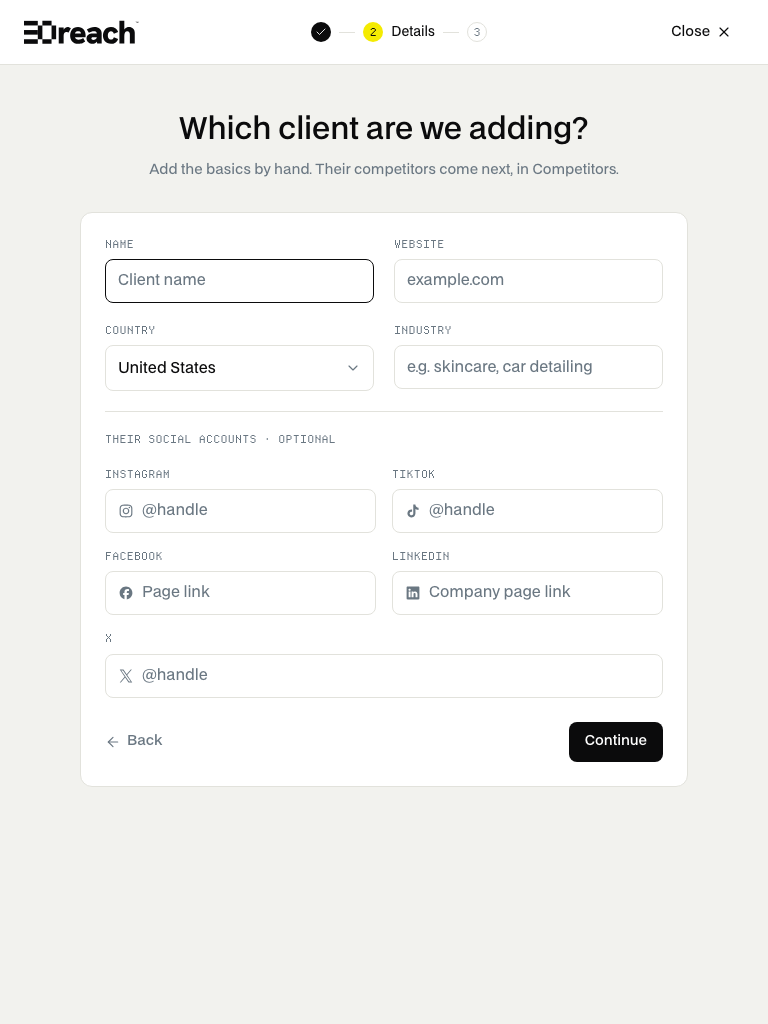 reach
2 Details 3
Close
Which client are we adding?
Add the basics by hand. Their competitors come next, in Competitors.
NAME
WEBSITE
Client name
example.com
COUNTRY
INDUSTRY
United States
e.g. skincare, car detailing
THEIR SOCIAL ACCOUNTS · OPTIONAL
INSTAGRAM
TIKTOK
@handle
@handle
FACEBOOK
LINKEDIN
Page link
Company page link
X
@handle
Back
Continue